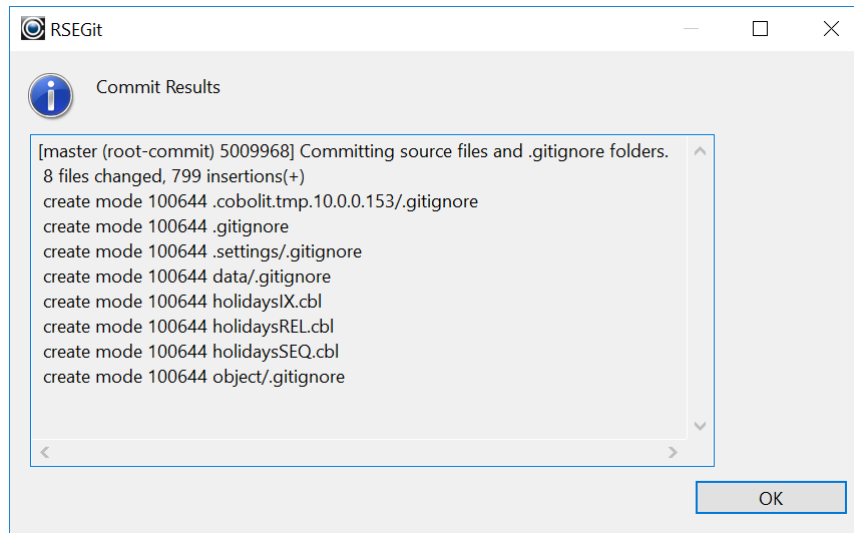 RSEGit
Commit Results
[master (root-commit) 5009968] Committing source files and .gitignore folders.
8 files changed, 799 insertions(+)
create mode 100644 .cobolit.tmp.10.0.0.153/.gitignore
create mode 100644 .gitignore
create mode 100644 .settings/.gitignore
create mode 100644 data/.gitignore
create mode 100644 holidaysIX.cbl
create mode 100644 holidaysREL.cbl
create mode 100644 holidaysSEQ.cbl
create mode 100644 object/.gitignore
OK